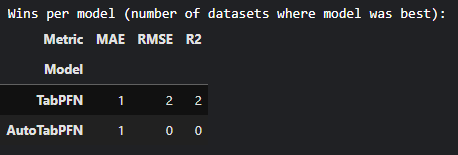 Wins per model (number of datasets where model was best):
Metric MAE RMSE R2
Model
TabPFN 1 2 2
AutoTabPFN 1 0 0